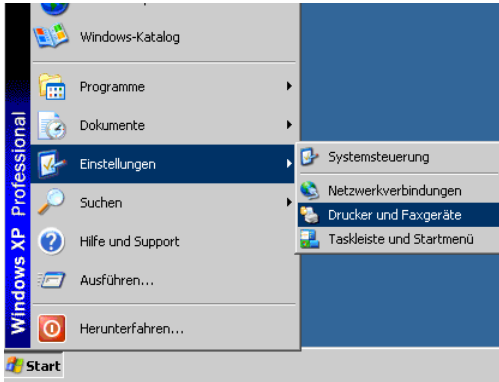 Windows-Katalog
Programme
Dokumente
Einstellungen
Suchen
Hilfe und Support
Ausführen...
Herunterfahren...
Systemsteuerung
Netzwerkverbindungen
Drucker und Faxgeräte
Taskleiste und Startmenü
Windows XP Professional
Start